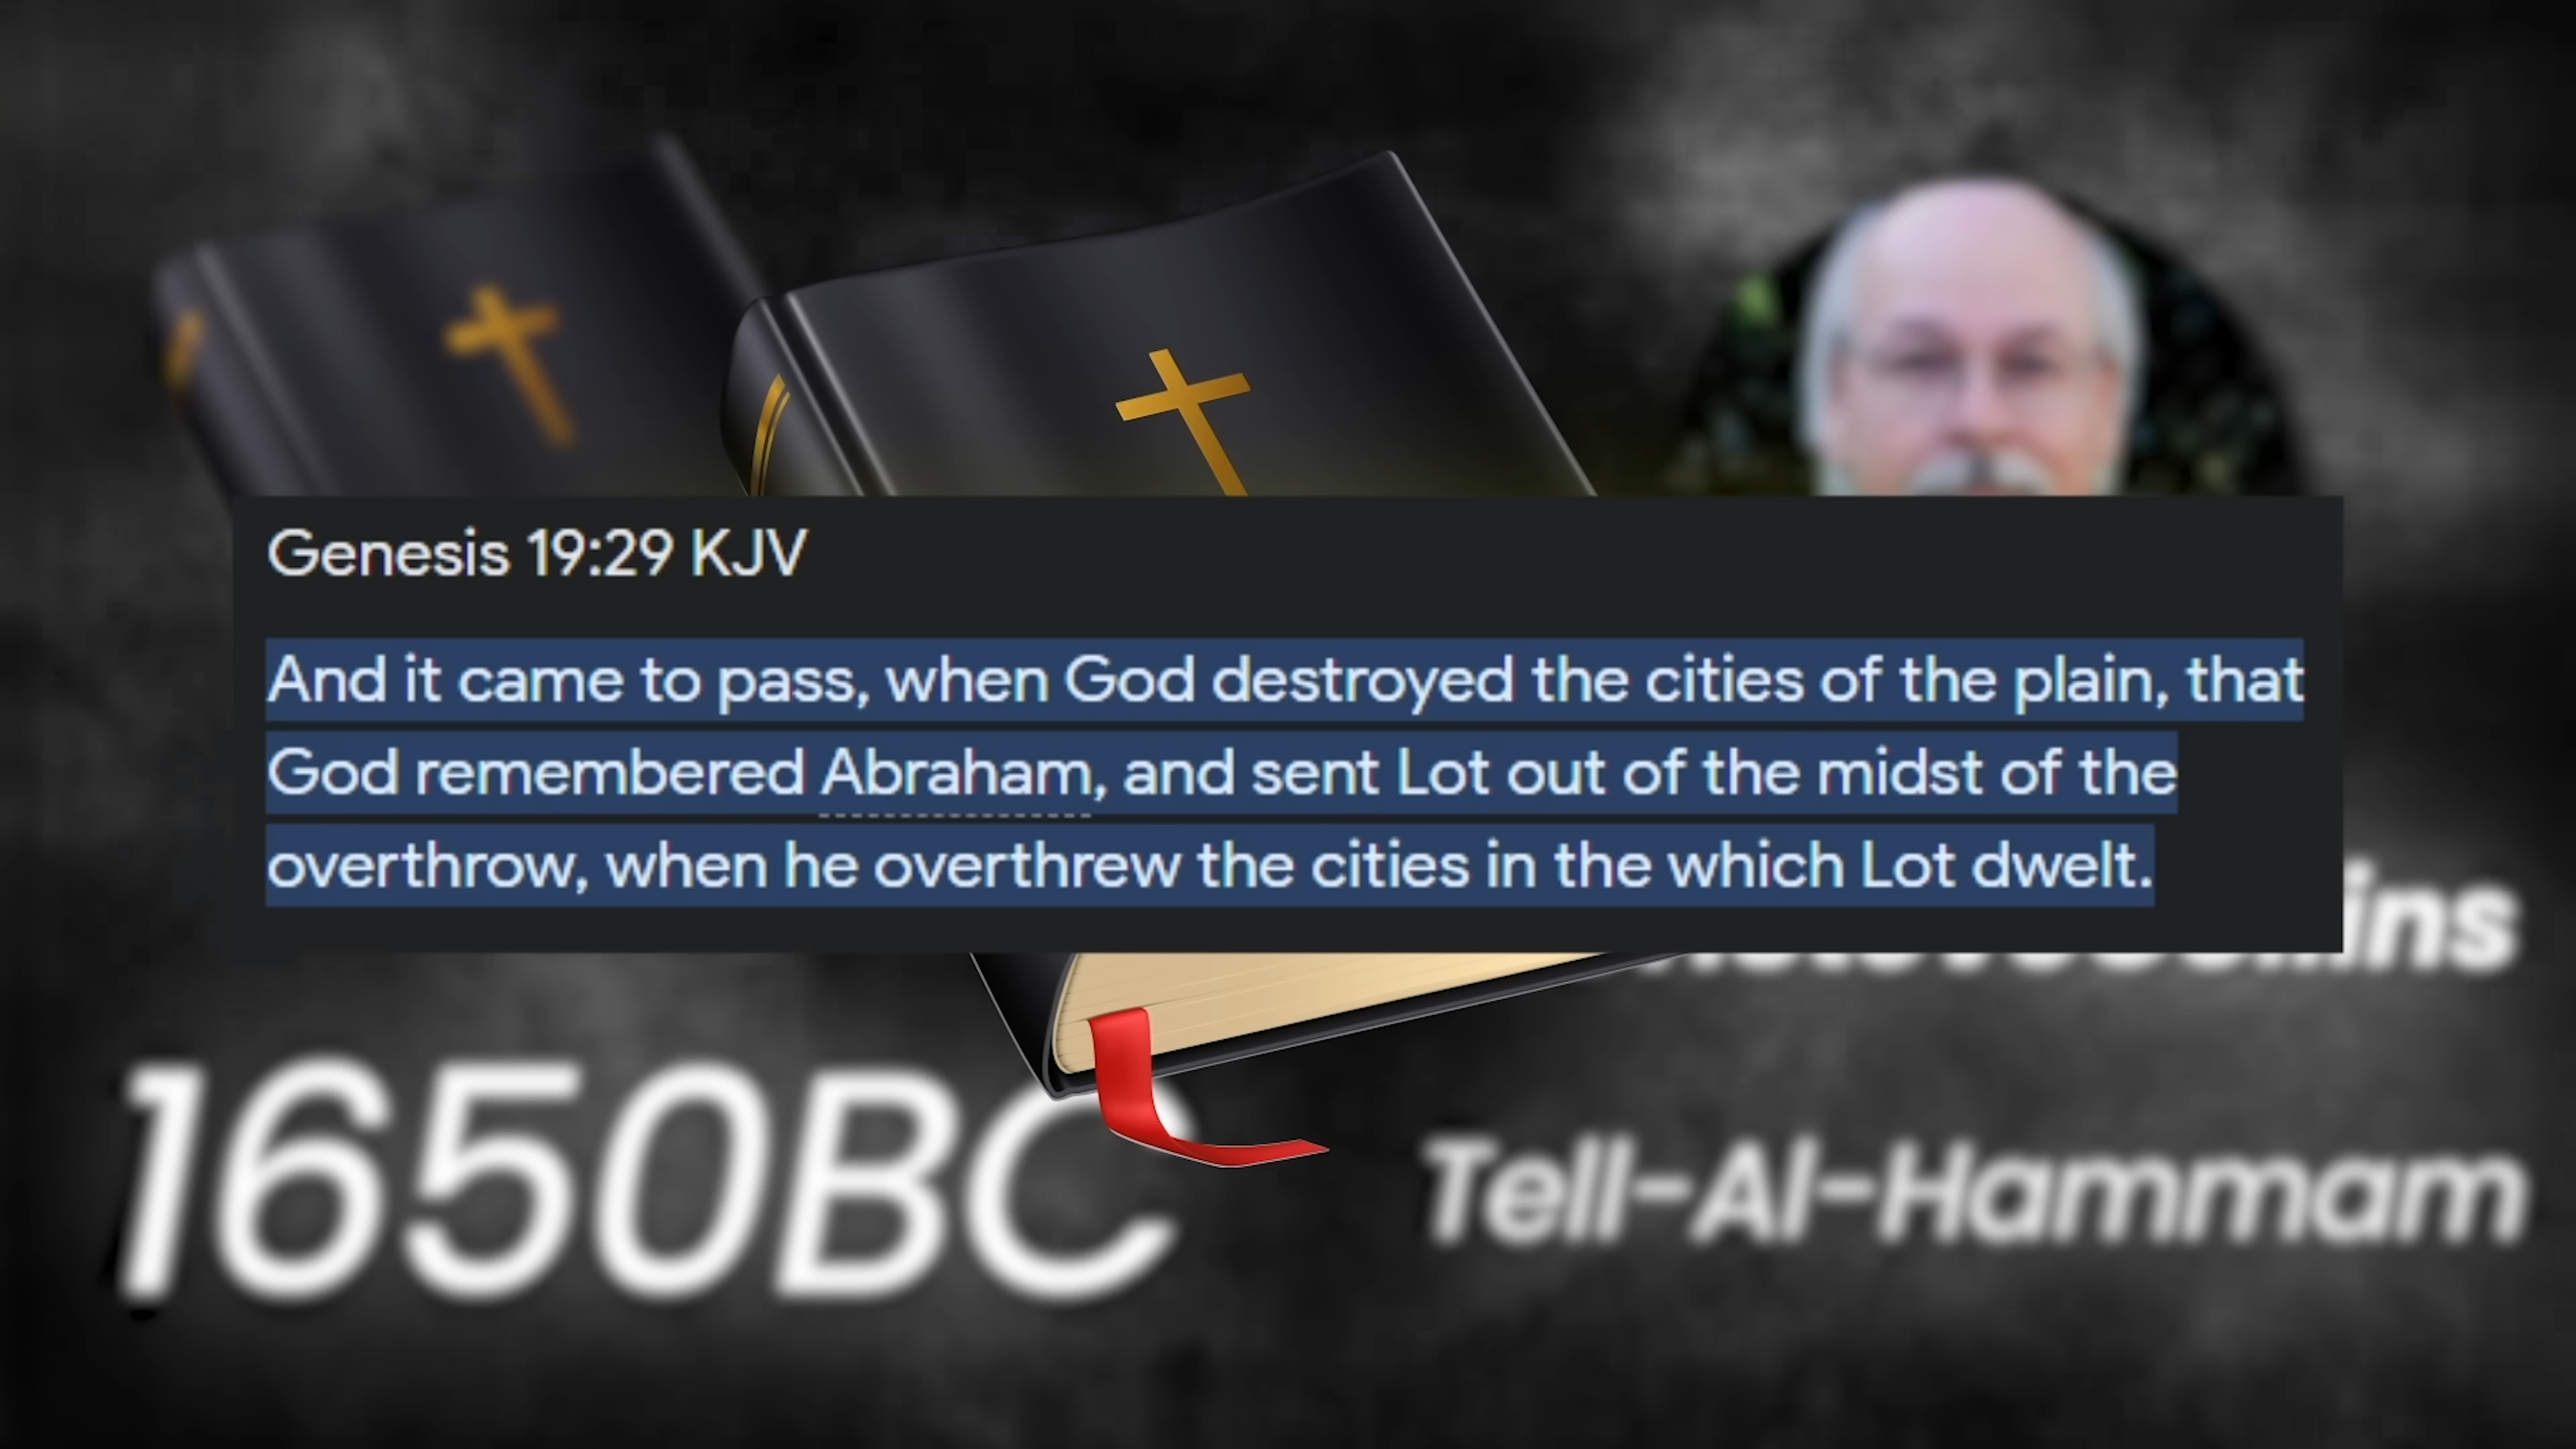 Genesis 19:29 KJV
And it came to pass, when God destroyed the cities of the plain, that
God remembered Abraham, and sent Lot out of the midst of the
overthrow, when he overthrew the cities in the which Lot dwelt.
1650BC
Tell-Al-Hammam